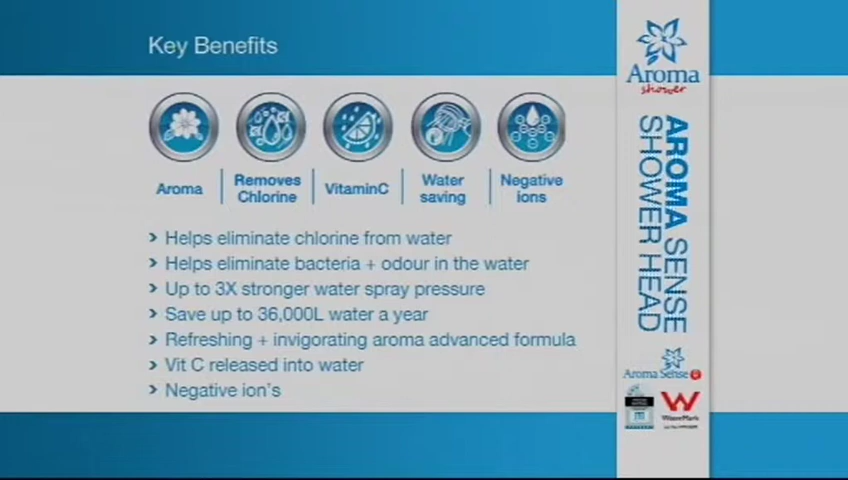 Key Benefits
Aroma
shower
Aroma
Removes
Chlorine
VitaminC
Water
saving
Negative
ions
› Helps eliminate chlorine from water
› Helps eliminate bacteria + odour in the water
› Up to 3X stronger water spray pressure
› Save up to 36,000L water a year
› Refreshing + invigorating aroma advanced formula
› Vit C released into water
› Negative ion's
AROMA SENSE
SHOWER HEAD
Aroma Sense
WaterMark